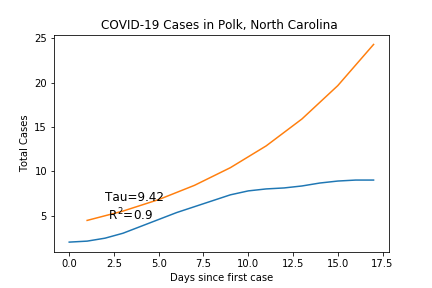 COVID-19 Cases in Polk, North Carolina
25
20
15
10
5
Total Cases
Tau=9.42
R²=0.9
0.0 2.5 5.0 7.5 10.0 12.5 15.0 17.5
Days since first case